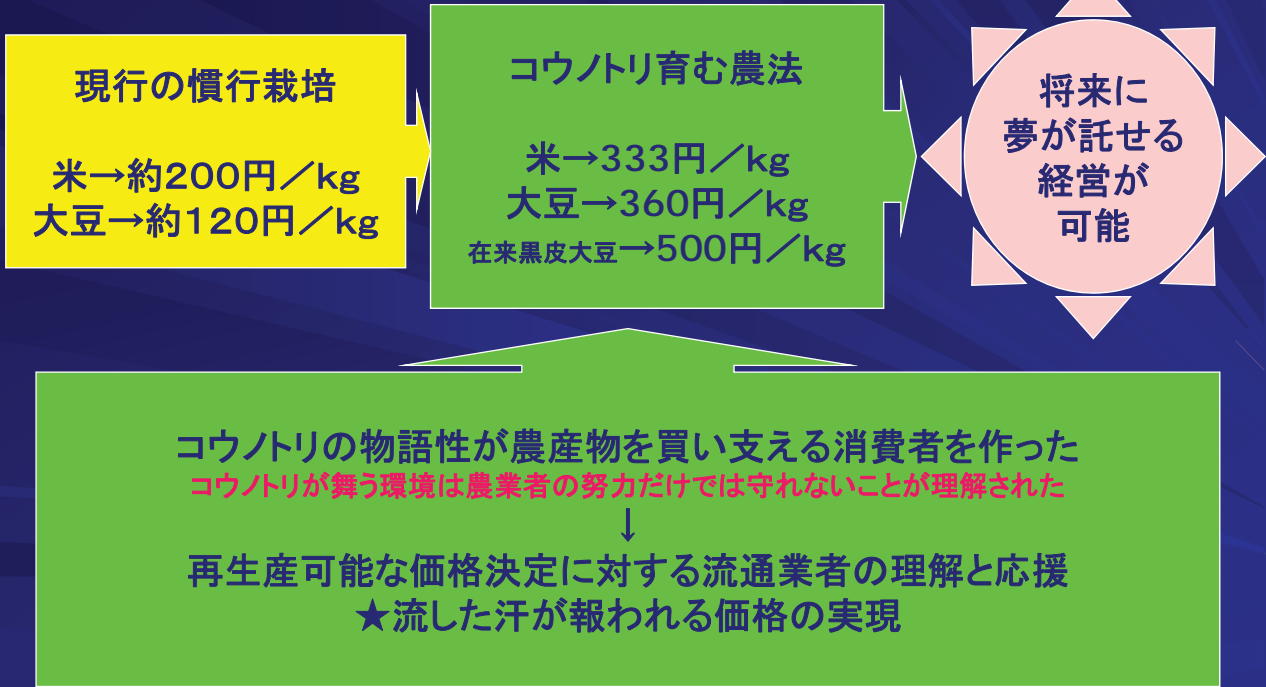 現行の慣行栽培
米→約200円／kg
大豆→約120円／kg
コウノトリ育む農法
米→333円／kg
大豆→360円／kg
在来黒皮大豆→500円／kg
将来に
夢が託せる
経営が
可能
コウノトリの物語性が農産物を買い支える消費者を作った
コウノトリが舞う環境は農業者の努力だけでは守れないことが理解された
↓
再生産可能な価格決定に対する流通業者の理解と応援
★流した汗が報われる価格の実現